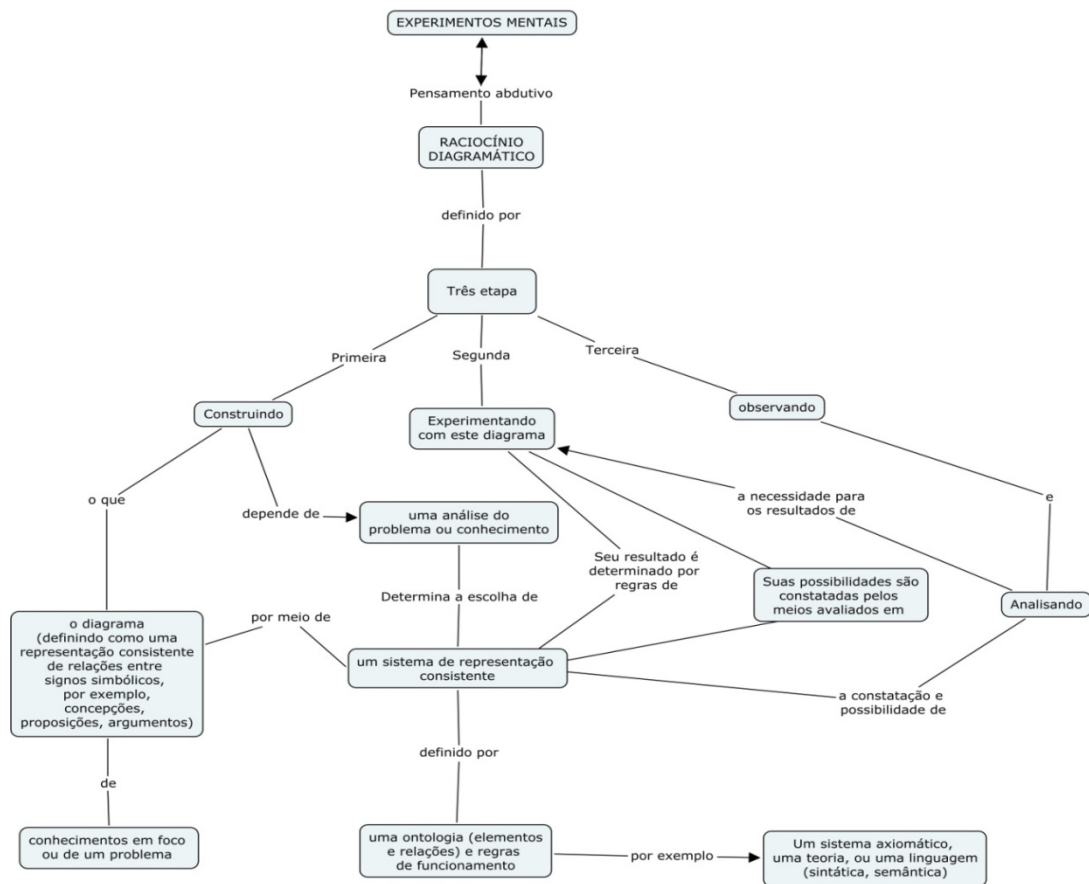 EXPERIMENTOS MENTAIS
Pensamento abdutivo
RACIOCÍNIO
DIAGRAMÁTICO
definido por
Três etapa
Primeira
Segunda
Terceira
Construindo
Experimentando
com este diagrama
observando
o que
depende de
uma análise do
problema ou conhecimento
a necessidade para
os resultados de
e
Seu resultado é
determinado por
regras de
Suas possibilidades são
constatadas pelos
meios avaliados em
Analisando
Determina a escolha de
o diagrama
(definindo como uma
representação consistente
de relações entre
signos simbólicos,
por exemplo,
concepções,
proposições, argumentos)
por meio de
um sistema de representação
consistente
a constatação e
possibilidade de
definido por
de
conhecimentos em foco
ou de um problema
uma ontologia (elementos
e relações) e regras
de funcionamento
por exemplo
Um sistema axiomático,
uma teoria, ou uma linguagem
(sintática, semântica)